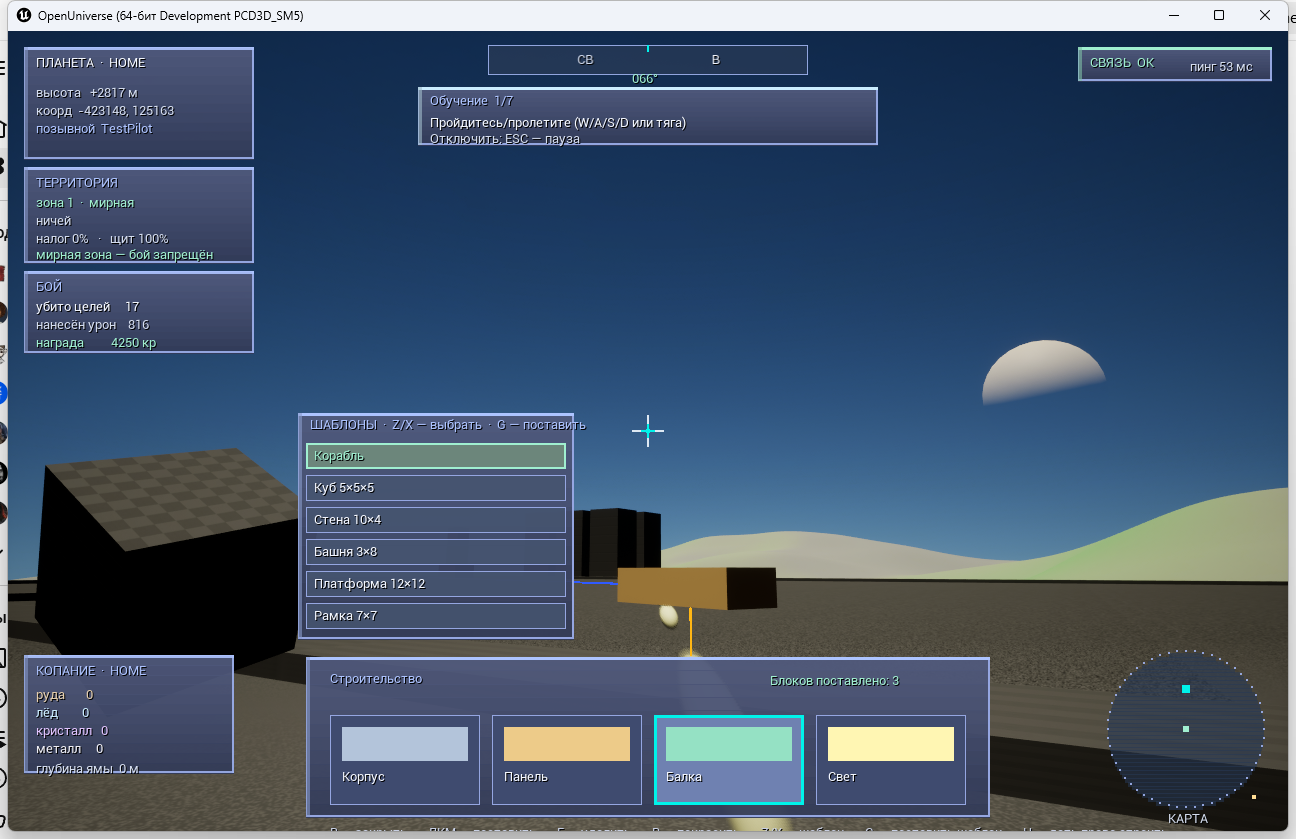 OpenUniverse (64-бит Development PCD3D_SM5)
ПЛАНЕТА · HOME
высота +2817 м
коорд -423148, 125163
позывной TestPilot
ТЕРРИТОРИЯ
зона 1 · мирная
ничей
налог 0% · щит 100%
мирная зона — бой запрещён
БОЙ
убито целей 17
нанесён урон 816
награда 4250 кр
СВ В
066°
Обучение 1/7
Пройдитесь/пролетите (W/A/S/D или тяга)
Отключить: ESC — пауза
СВЯЗЬ ОК пинг 53 мс
ШАБЛОНЫ · Z/X — выбрать · G — поставить
Корабль
Куб 5×5×5
Стена 10×4
Башня 3×8
Платформа 12×12
Рамка 7×7
КОПАНИЕ · HOME
руда 0
лёд 0
кристалл 0
металл 0
глубина ямы 0 м
Строительство
Блоков поставлено: 3
Корпус
Панель
Балка
Свет
КАРТА